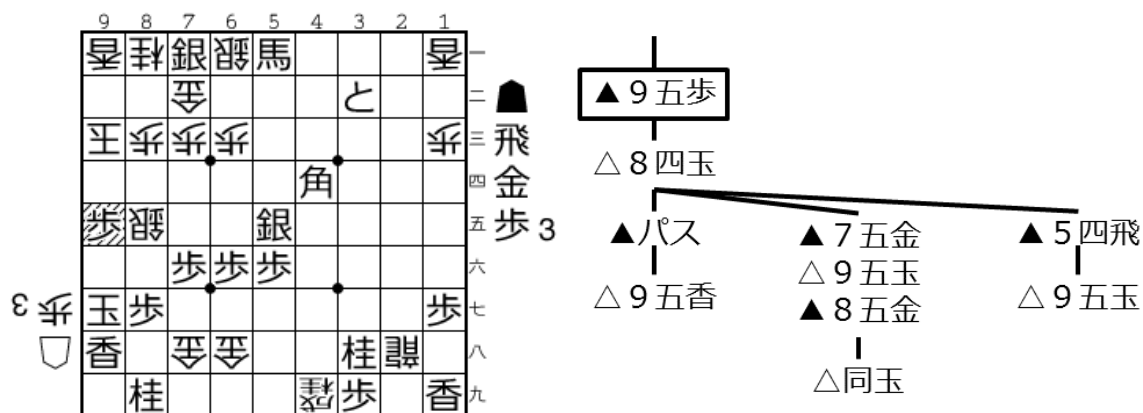 9 8 7 6 5 4 3 2 1
香 桂 銀 銀 馬 香 一
金 と 二
王 歩 歩 歩 歩 三
角 四
歩 銀 銀 五
歩 歩 歩 六
玉 歩 歩 七
香 金 金 桂 龍 八
桂 歩 香 九
飛
金
歩 3
歩 3
▲9五歩
△8四玉
▲パス
△9五香
▲7五金
△9五玉
▲8五金
△同玉
▲5四飛
△9五玉